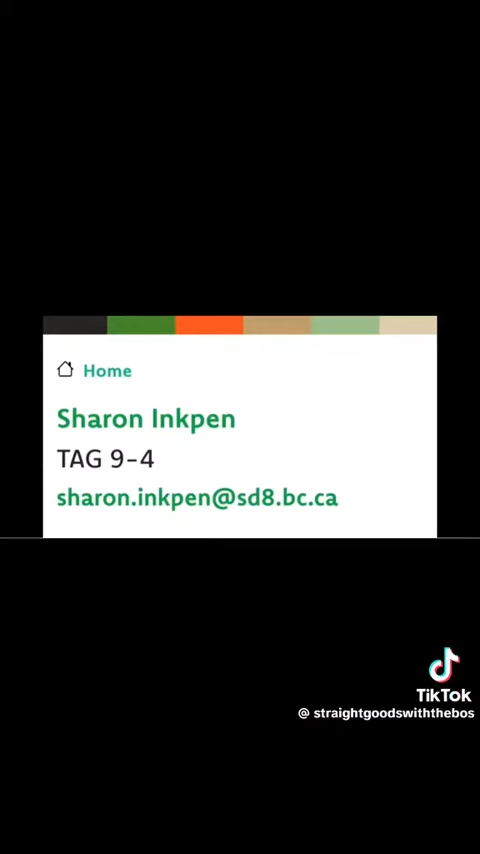 Home
Sharon Inkpen
TAG 9-4
sharon.inkpen@sd8.bc.ca
TikTok
@ straightgoodswiththebos